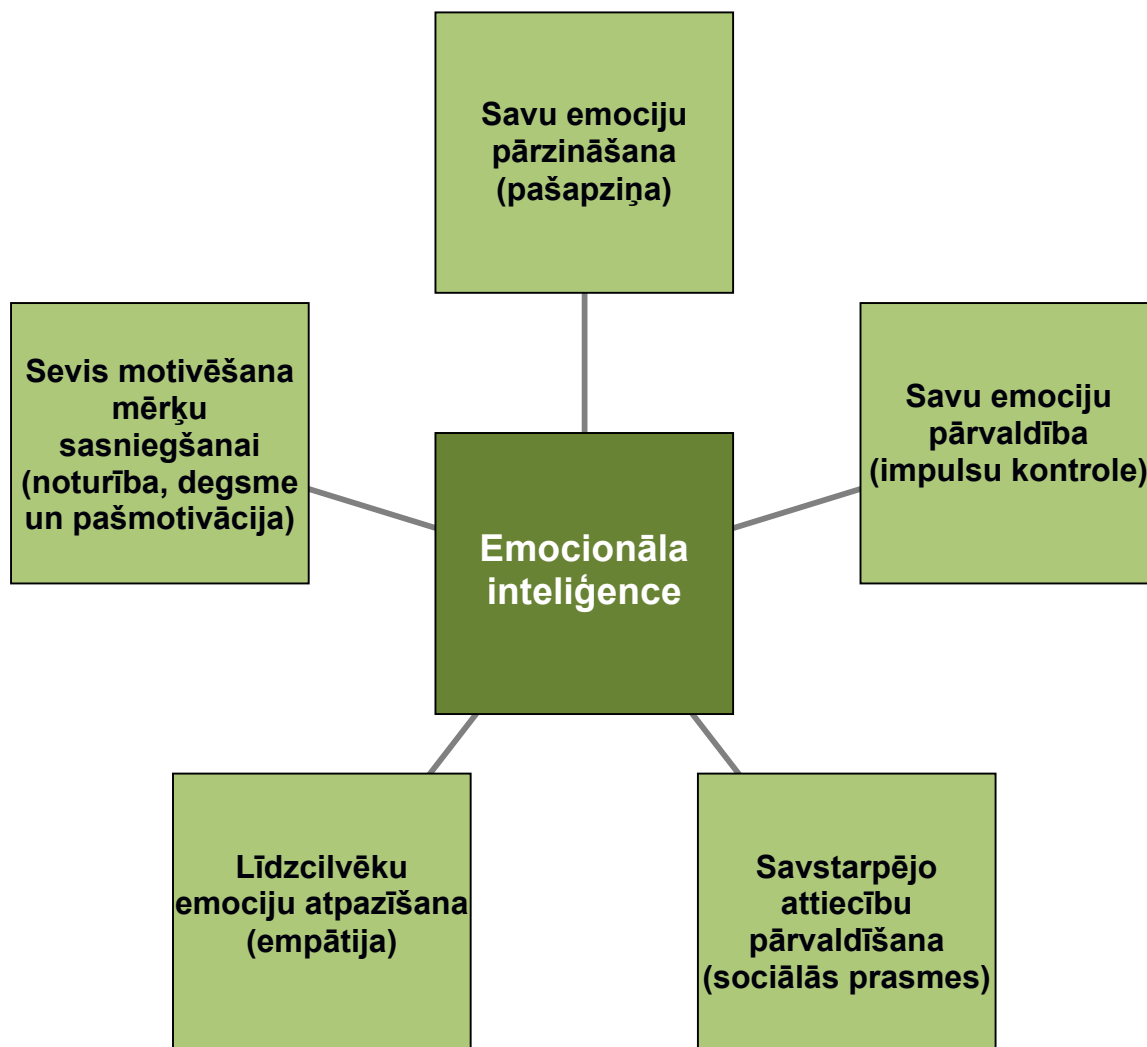 Savu emociju
pārzināšana
(pašapziņa)
Sevis motivēšana
mērķu
sasniegšanai
(noturība, degsme
un pašmotivācija)
Savu emociju
pārvaldība
(impulsu kontrole)
Emocionāla
inteliģence
Līdzcilvēku
emociju atpazīšana
(empātija)
Savstarpējo
attiecību
pārvaldīšana
(sociālās prasmes)